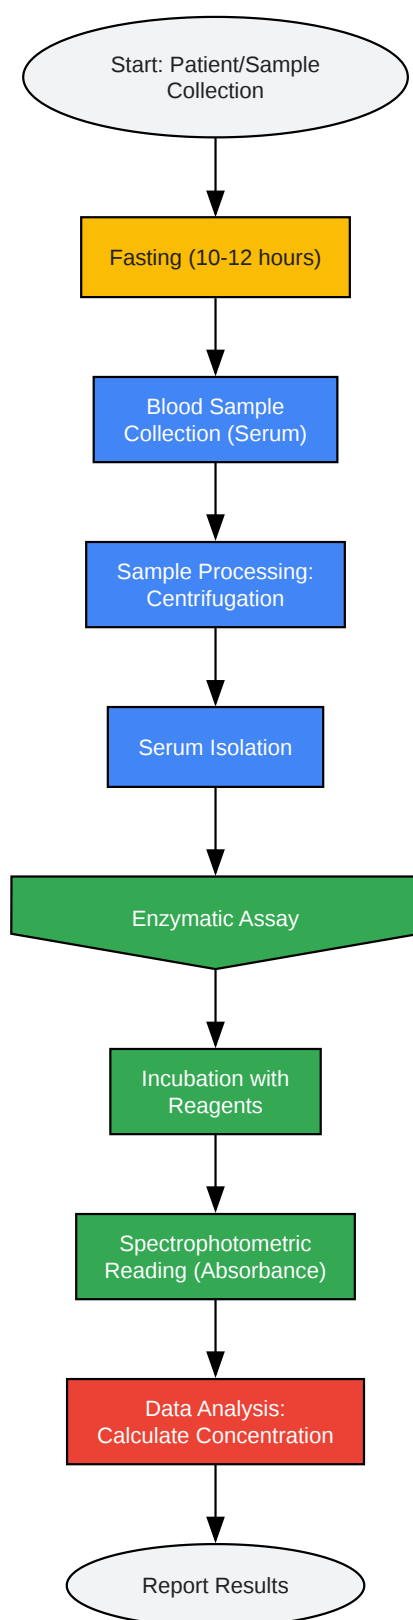 Start: Patient/Sample
Collection
Fasting (10-12 hours)
Blood Sample
Collection (Serum)
Sample Processing:
Centrifugation
Serum Isolation
Enzymatic Assay
Incubation with
Reagents
Spectrophotometric
Reading (Absorbance)
Data Analysis:
Calculate Concentration
Report Results